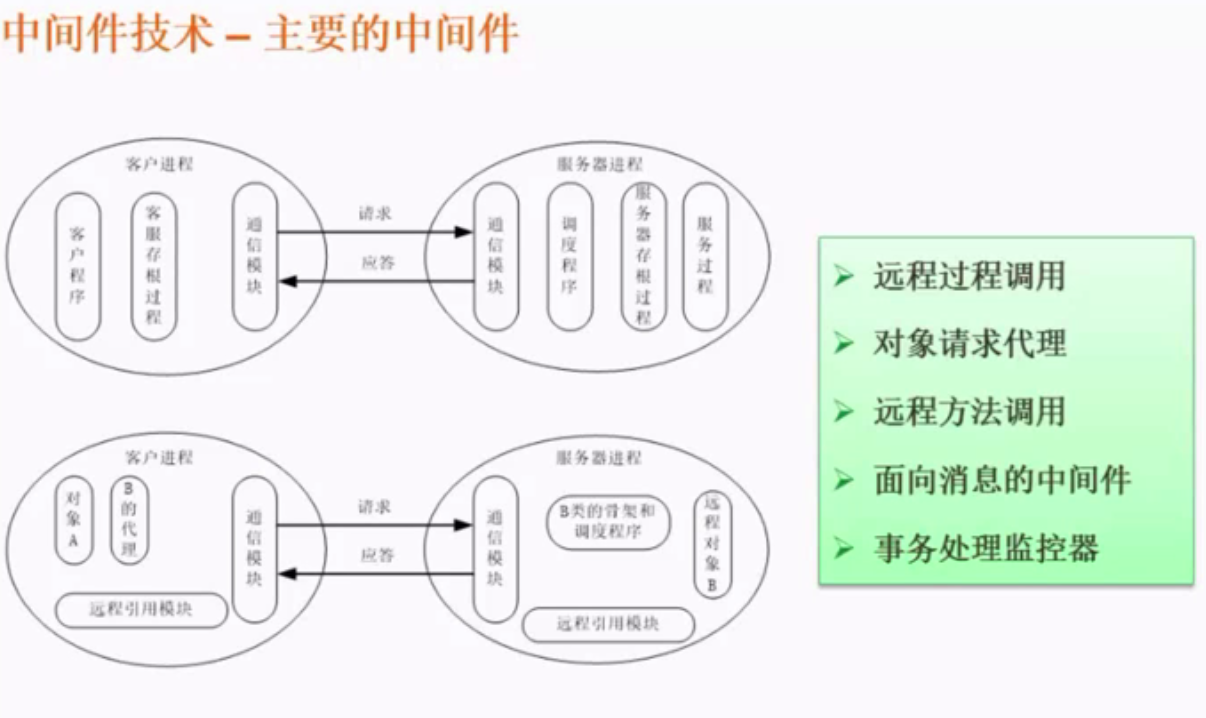 中间件技术 – 主要的中间件
客户进程
客户程序
客服存根过程
通信模块
请求
应答
服务器进程
通信模块
调度程序
服务器存根过程
服务过程
客户进程
对象A
B的代理
远程引用模块
通信模块
请求
应答
服务器进程
通信模块
B类的骨架和
调度程序
远程对象B
远程引用模块
远程过程调用
对象请求代理
远程方法调用
面向消息的中间件
事务处理监控器